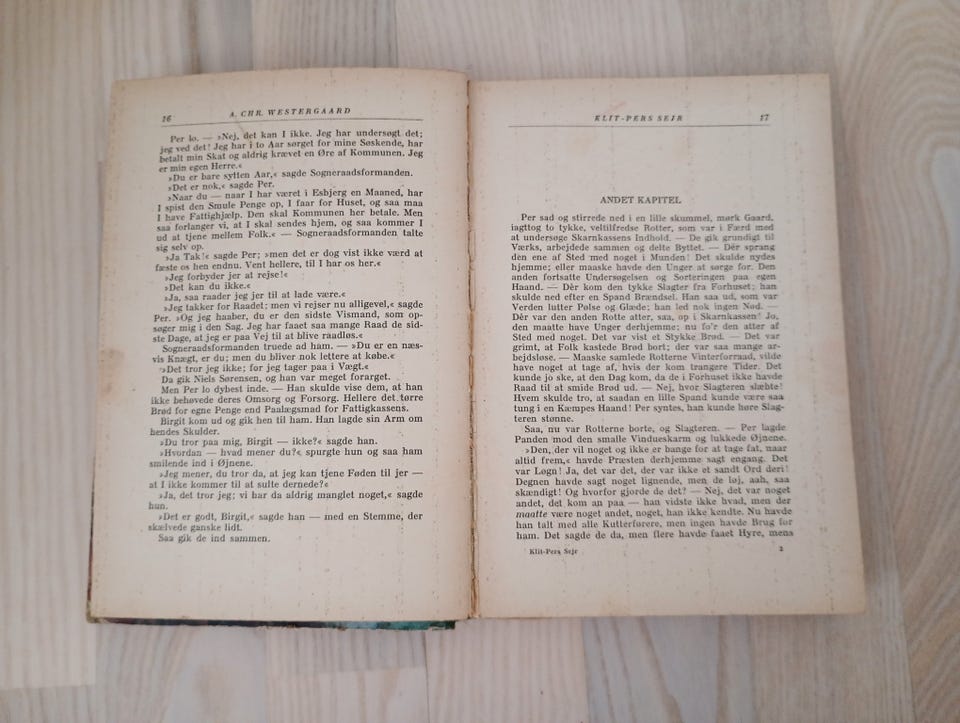 16
A. CHR. WESTERGAARD
Per lo. — »Nej, det kan I ikke. Jeg har undersøgt det;
jeg ved det! Jeg har i to Aar sørget for mine Søskende, har
betalt min Skat og aldrig krævet en Øre af Kommunen. Jeg
er min egen Herre.«
»Du er bare sytten Aar,« sagde Sogneraadsformanden.
»Det er nok,« sagde Per.
»Naar du — naar I har været i Esbjerg en Maaned, har
I spist den Smule Penge op, I faar for Huset, og saa maa
I have Fattighjælp. Den skal Kommunen her betale. Men
saa forlanger vi, at I skal sendes hjem, og saa kommer I
ud at tjene mellem Folk.« — Sogneraadsformanden talte
sig selv op.
»Ja Tak!« sagde Per; »men det er dog vist ikke værd at
fæste os hen endnu. Vent hellere, til I har os her.«
»Jeg forbyder jer at rejse!«
»Det kan du ikke.«
»Ja, saa raader jeg jer til at lade være.«
»Jeg takker for Raadet; men vi rejser nu alligevel,« sagde
Per. »Og jeg haaber, du er den sidste Vismand, som op-
søger mig i den Sag. Jeg har faaet saa mange Raad de sid-
ste Dage, at jeg er paa Vej til at blive raadløs.«
Sogneraadsformanden truede ad ham. — »Du er en næs-
vis Knægt, er du; men du bliver nok lettere at købe.«
»Det tror jeg ikke; for jeg tager paa i Vægt.«
Da gik Niels Sørensen, og han var meget forarget.
Men Per lo dybest inde. — Han skulde vise dem, at han
ikke behøvede deres Omsorg og Forsorg. Hellere det tørre
Brød for egne Penge end Paalægsmad for Fattigkassens.
Birgit kom ud og gik hen til ham. Han lagde sin Arm om
hendes Skulder.
»Du tror paa mig, Birgit — ikke?« sagde han.
»Hvordan — hvad mener du?« spurgte hun og saa ham
smilende ind i Øjnene.
»Jeg mener, du tror da, at jeg kan tjene Føden til jer —
at I ikke kommer til at sulte dernede?«
»Ja, det tror jeg; vi har da aldrig manglet noget,« sagde
hun.
»Det er godt, Birgit,« sagde han — med en Stemme, der
skælvede ganske lidt.
Saa gik de ind sammen.
KLIT-PERS SEJR
17
ANDET KAPITEL
Per sad og stirrede ned i en lille skummel, mørk Gaard,
iagttog to tykke, veltilfredse Rotter, som var i Færd med
at undersøge Skarnkassens Indhold. — De gik grundigt til
Værks, arbejdede sammen og delte Byttet. — Dér sprang
den ene af Sted med noget i Munden! Det skulde nydes
hjemme; eller maaske havde den Unger at sørge for. Den
anden fortsatte Undersøgelsen og Sorteringen paa egen
Haand. — Dér kom den tykke Slagter fra Forhuset; han
skulde ned efter en Spand Brændsel. Han saa ud, som var
Verden lutter Pølse og Glæde; han led nok ingen Nød. —
Dér var den anden Rotte atter, saa, op i Skarnkassen! Jo,
den maatte have Unger derhjemme; nu fo'r den atter af
Sted med noget. Det var vist et Stykke Brød. — Det var
grimt, at Folk kastede Brød bort; der var saa mange ar-
bejdsløse. — Maaske samlede Rotterne Vinterforraad, vilde
have noget at tage af, hvis der kom trangere Tider. Det
kunde jo ske, at den Dag kom, da de i Forhuset ikke havde
Raad til at smide Brød ud. — Nej, hvor Slagteren slæbte!
Hvem skulde tro, at saadan en lille Spand kunde være saa
tung i en Kæmpes Haand! Per syntes, han kunde høre Slag-
teren stønne.
Saa, nu var Rotterne borte, og Slagteren. — Per lagde
Panden mod den smalle Vindueskarm og lukkede Øjnene.
»Den, der vil noget og ikke er bange for at tage fat, naar
altid frem,« havde Præsten derhjemme sagt engang. Det
var Løgn! Ja, det var det, der var ikke et sandt Ord deri!
Degnen havde sagt noget lignende, men de løj, aah, saa
skændigt! Og hvorfor gjorde de det? — Nej, det var noget
andet, det kom an paa — han vidste ikke hvad, men der
maatte være noget andet, noget, han ikke kendte. Nu havde
han talt med alle Kutterførere, men ingen havde Brug for
ham. Det sagde de da, men flere havde faaet Hyre, mens
Klit-Pers Sejr
2